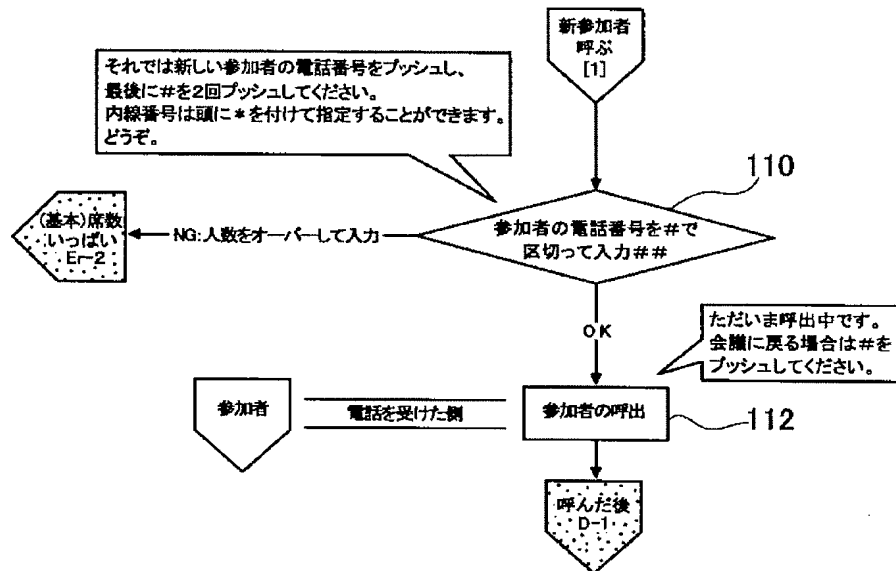 新参加者
呼ぶ
[1]
それでは新しい参加者の電話番号をプッシュし、
最後に#を2回プッシュしてください。
内線番号は頭に*を付けて指定することができます。
どうぞ。
110
参加者の電話番号を#で
区切って入力##
NG:人数をオーバーして入力
(基本)席数
いっぱい
Er-2
OK
ただいま呼出中です。
会議に戻る場合は#を
プッシュしてください。
参加者
電話を受けた側
参加者の呼出
112
呼んだ後
D-1